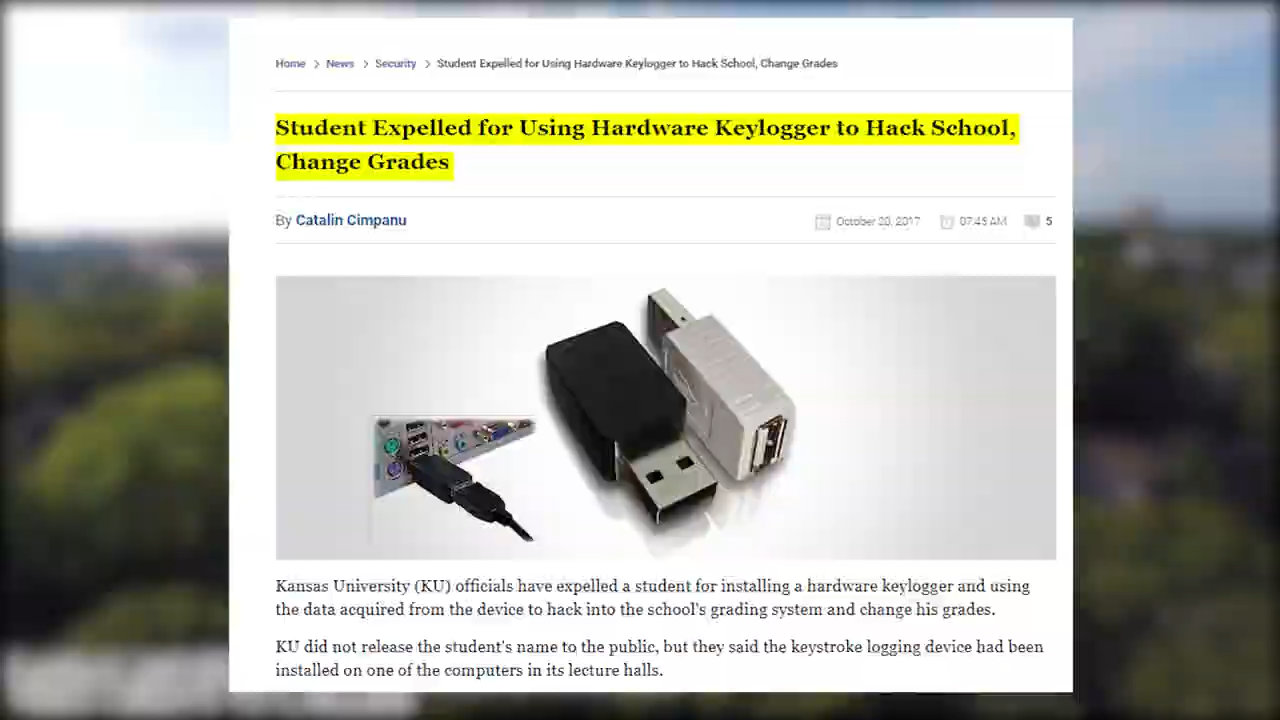 Home > News > Security > Student Expelled for Using Hardware Keylogger to Hack School, Change Grades
Student Expelled for Using Hardware Keylogger to Hack School,
Change Grades
By Catalin Cimpanu
October 20, 2017
07:45 AM
5
Kansas University (KU) officials have expelled a student for installing a hardware keylogger and using
the data acquired from the device to hack into the school's grading system and change his grades.
KU did not release the student's name to the public, but they said the keystroke logging device had been
installed on one of the computers in its lecture halls.